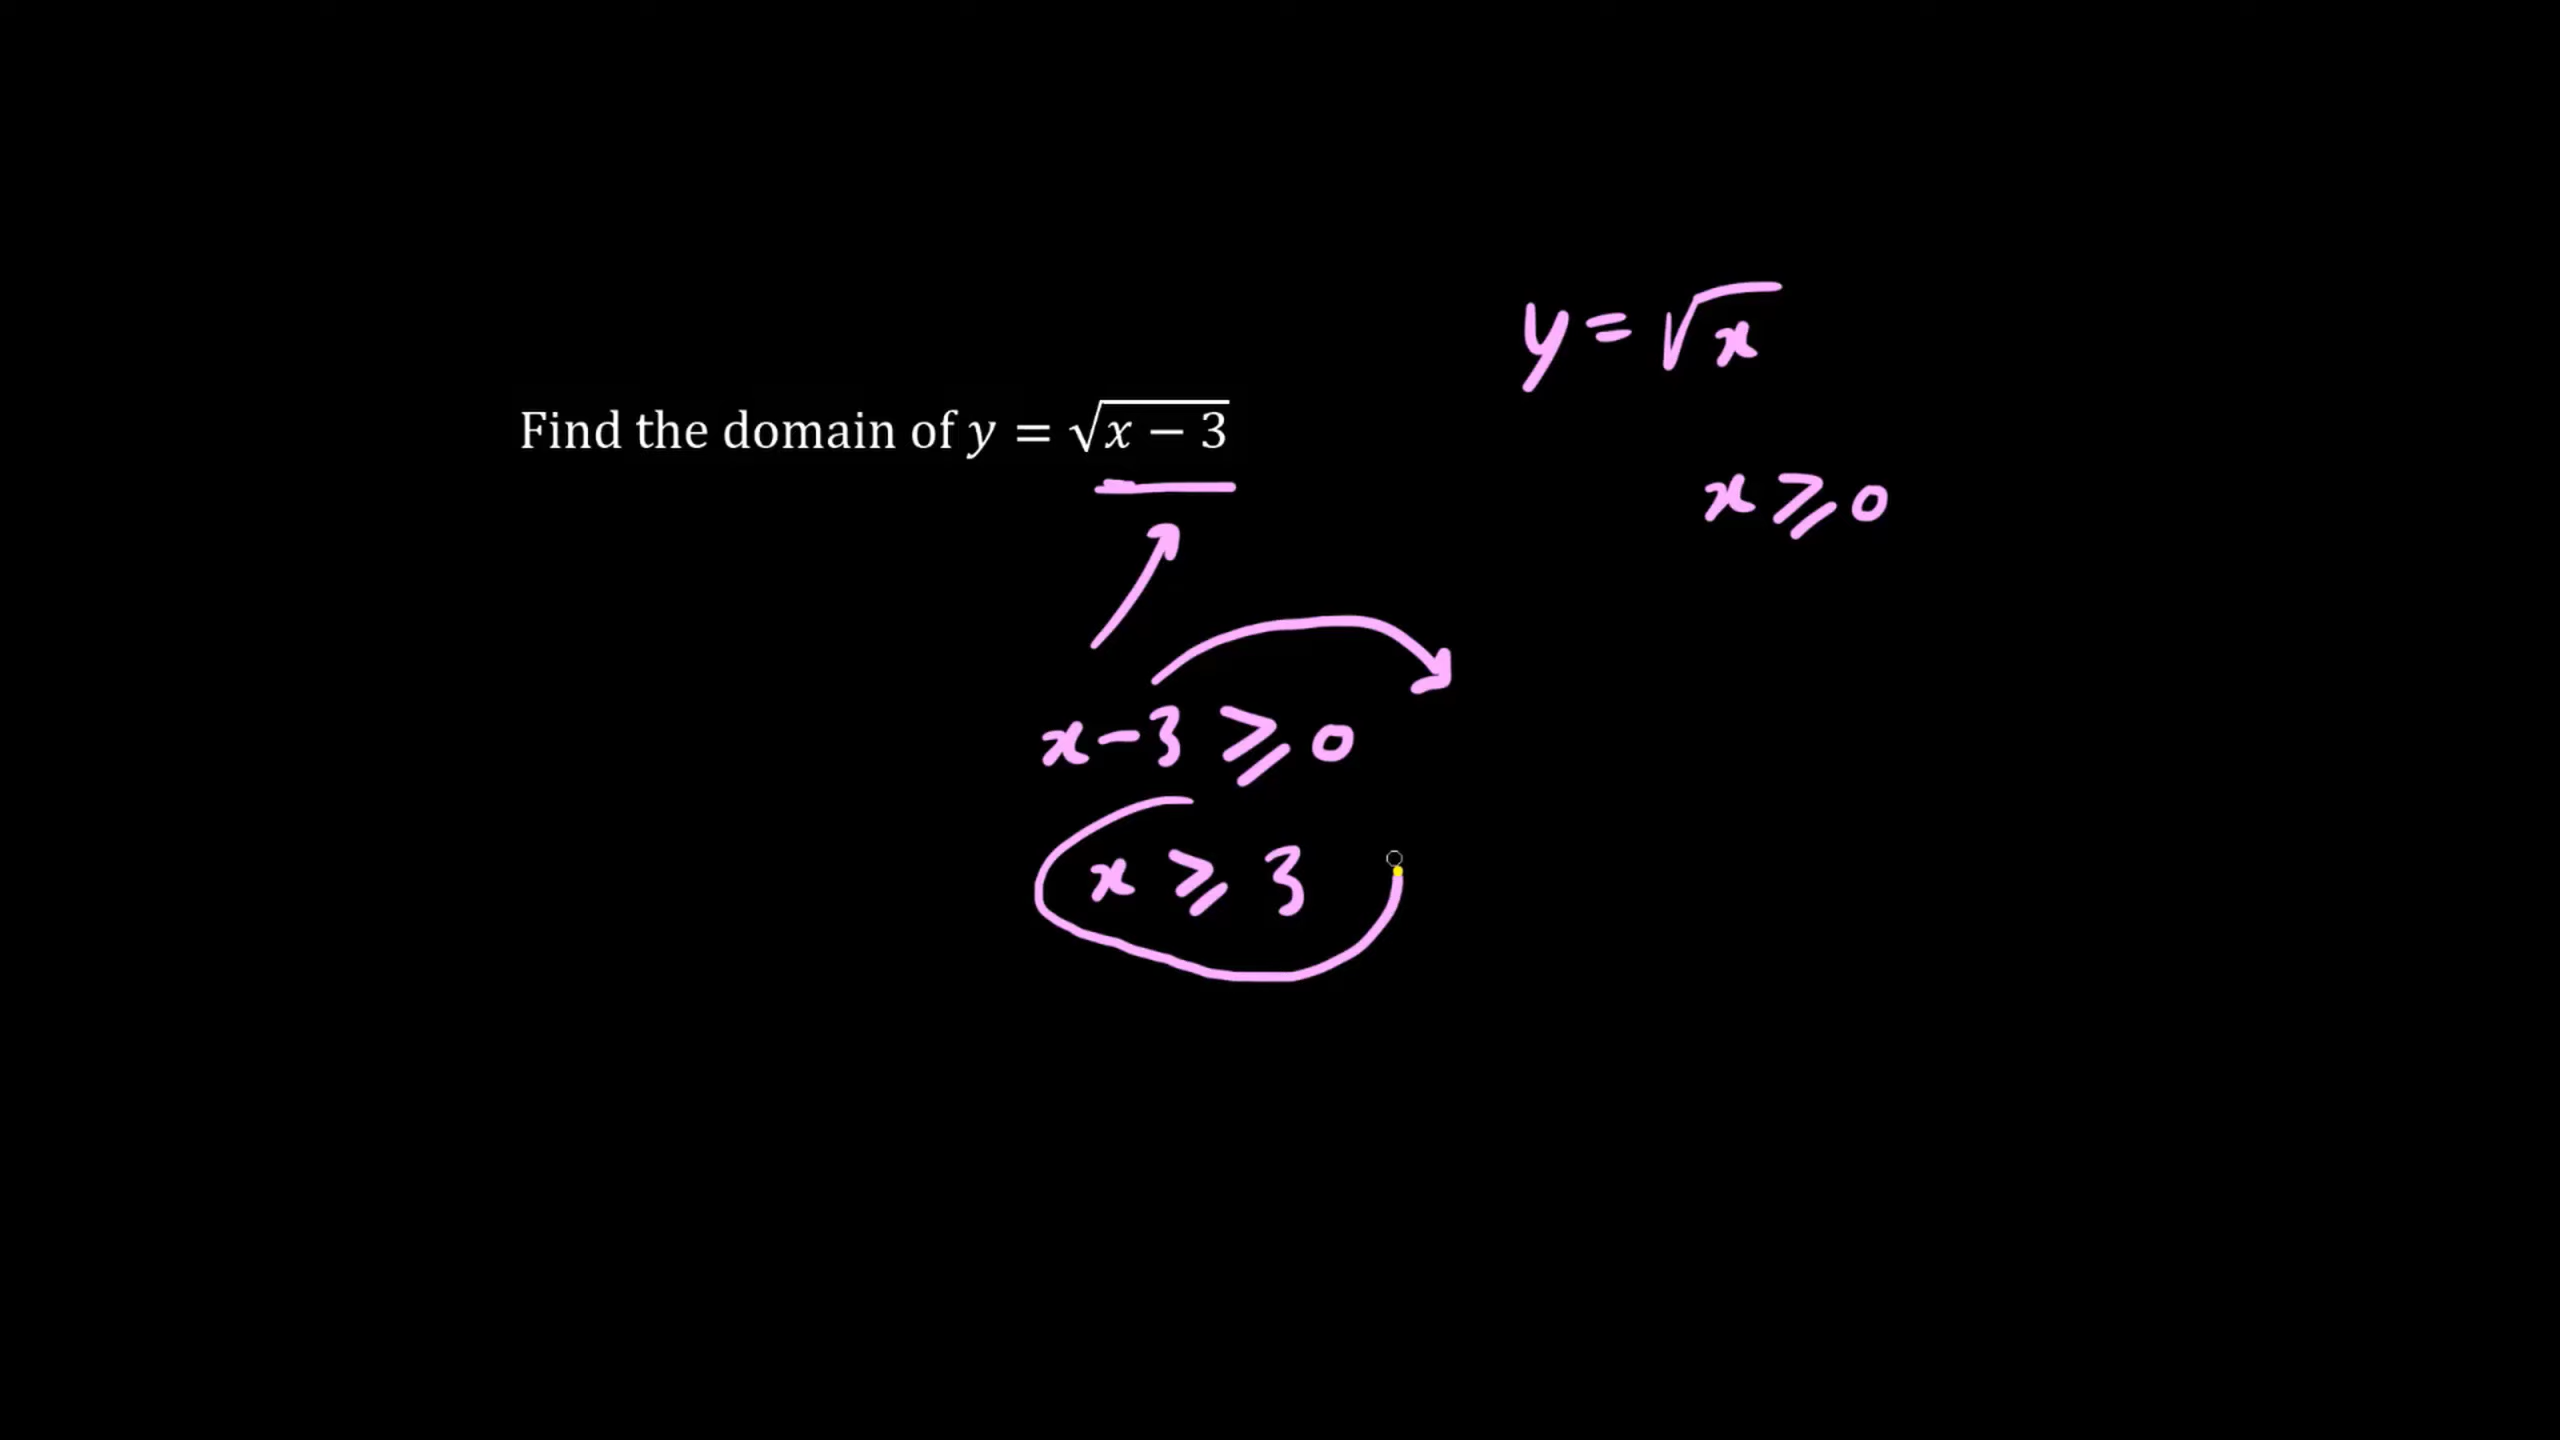 y = √x
Find the domain of y = √(x − 3)
x ⩾ 0
x − 3 ⩾ 0
x ⩾ 3